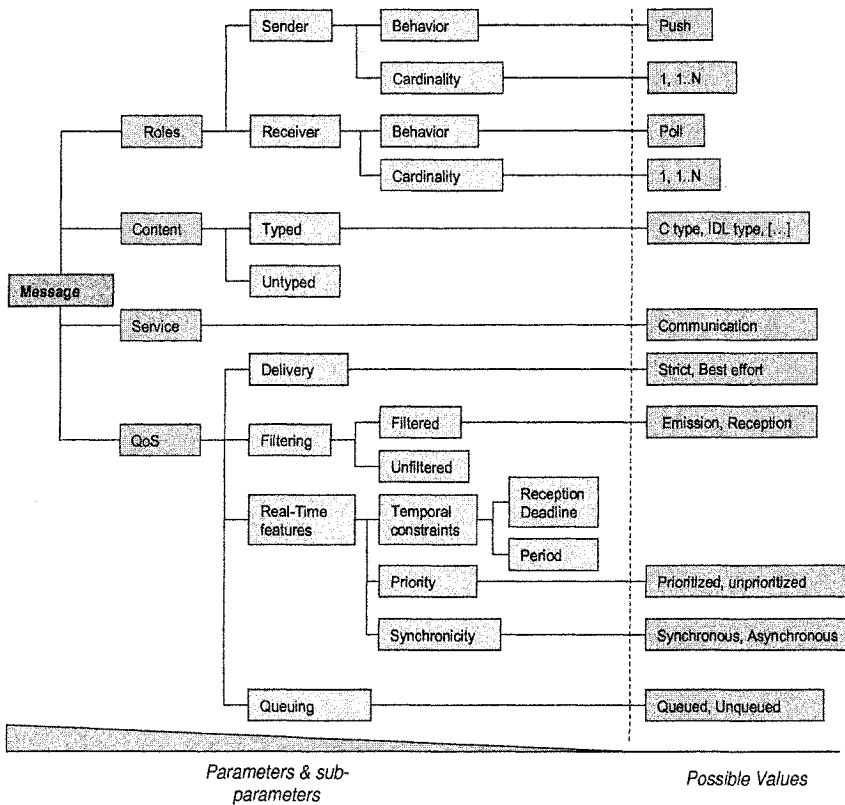 Sender Behavior Push
Cardinality 1, 1..N
Roles Receiver Behavior Poll
Cardinality 1, 1..N
Content Typed C type, IDL type, [...]
Untyped
Message
Service Communication
Delivery Strict, Best effort
QoS Filtering Filtered Emission, Reception
Unfiltered
Real-Time
features
Temporal
constraints
Reception
Deadline
Period
Priority Prioritized, unprioritized
Synchronicity Synchronous, Asynchronous
Queuing Queued, Unqueued
Parameters & sub-
parameters
Possible Values